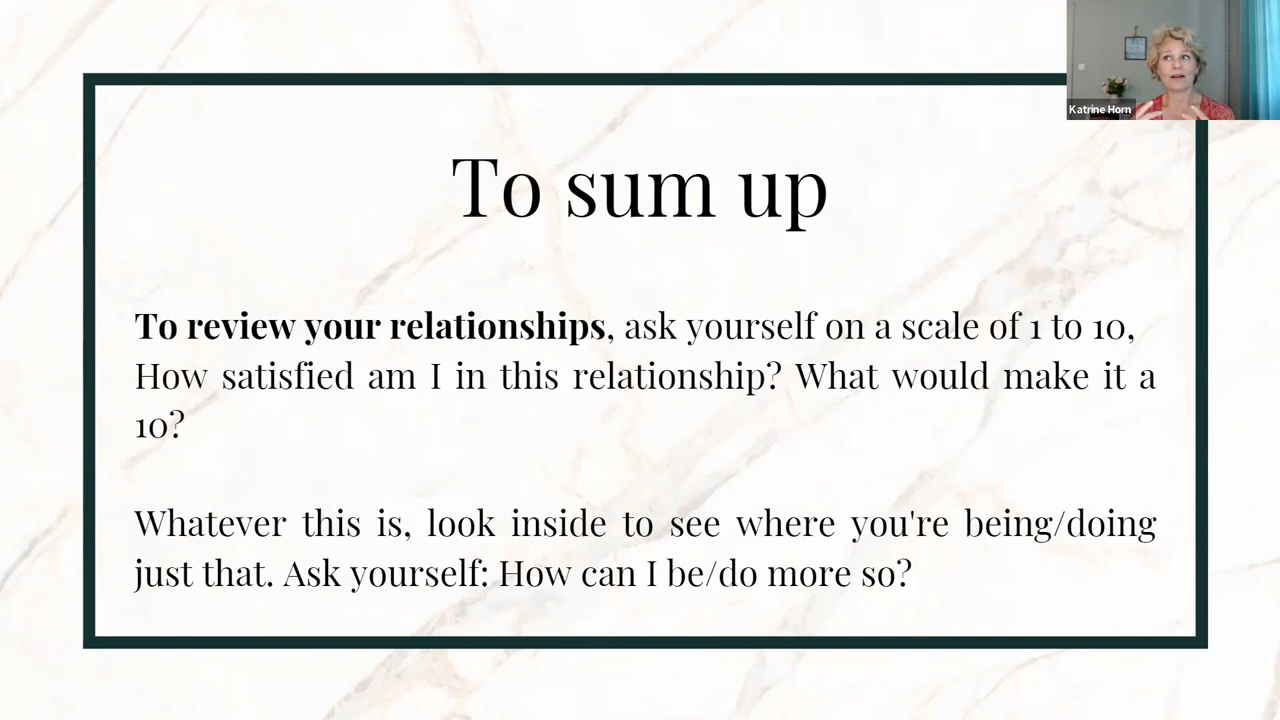 Katrine Horn
To sum up
To review your relationships, ask yourself on a scale of 1 to 10,
How satisfied am I in this relationship? What would make it a
10?
Whatever this is, look inside to see where you're being/doing
just that. Ask yourself: How can I be/do more so?